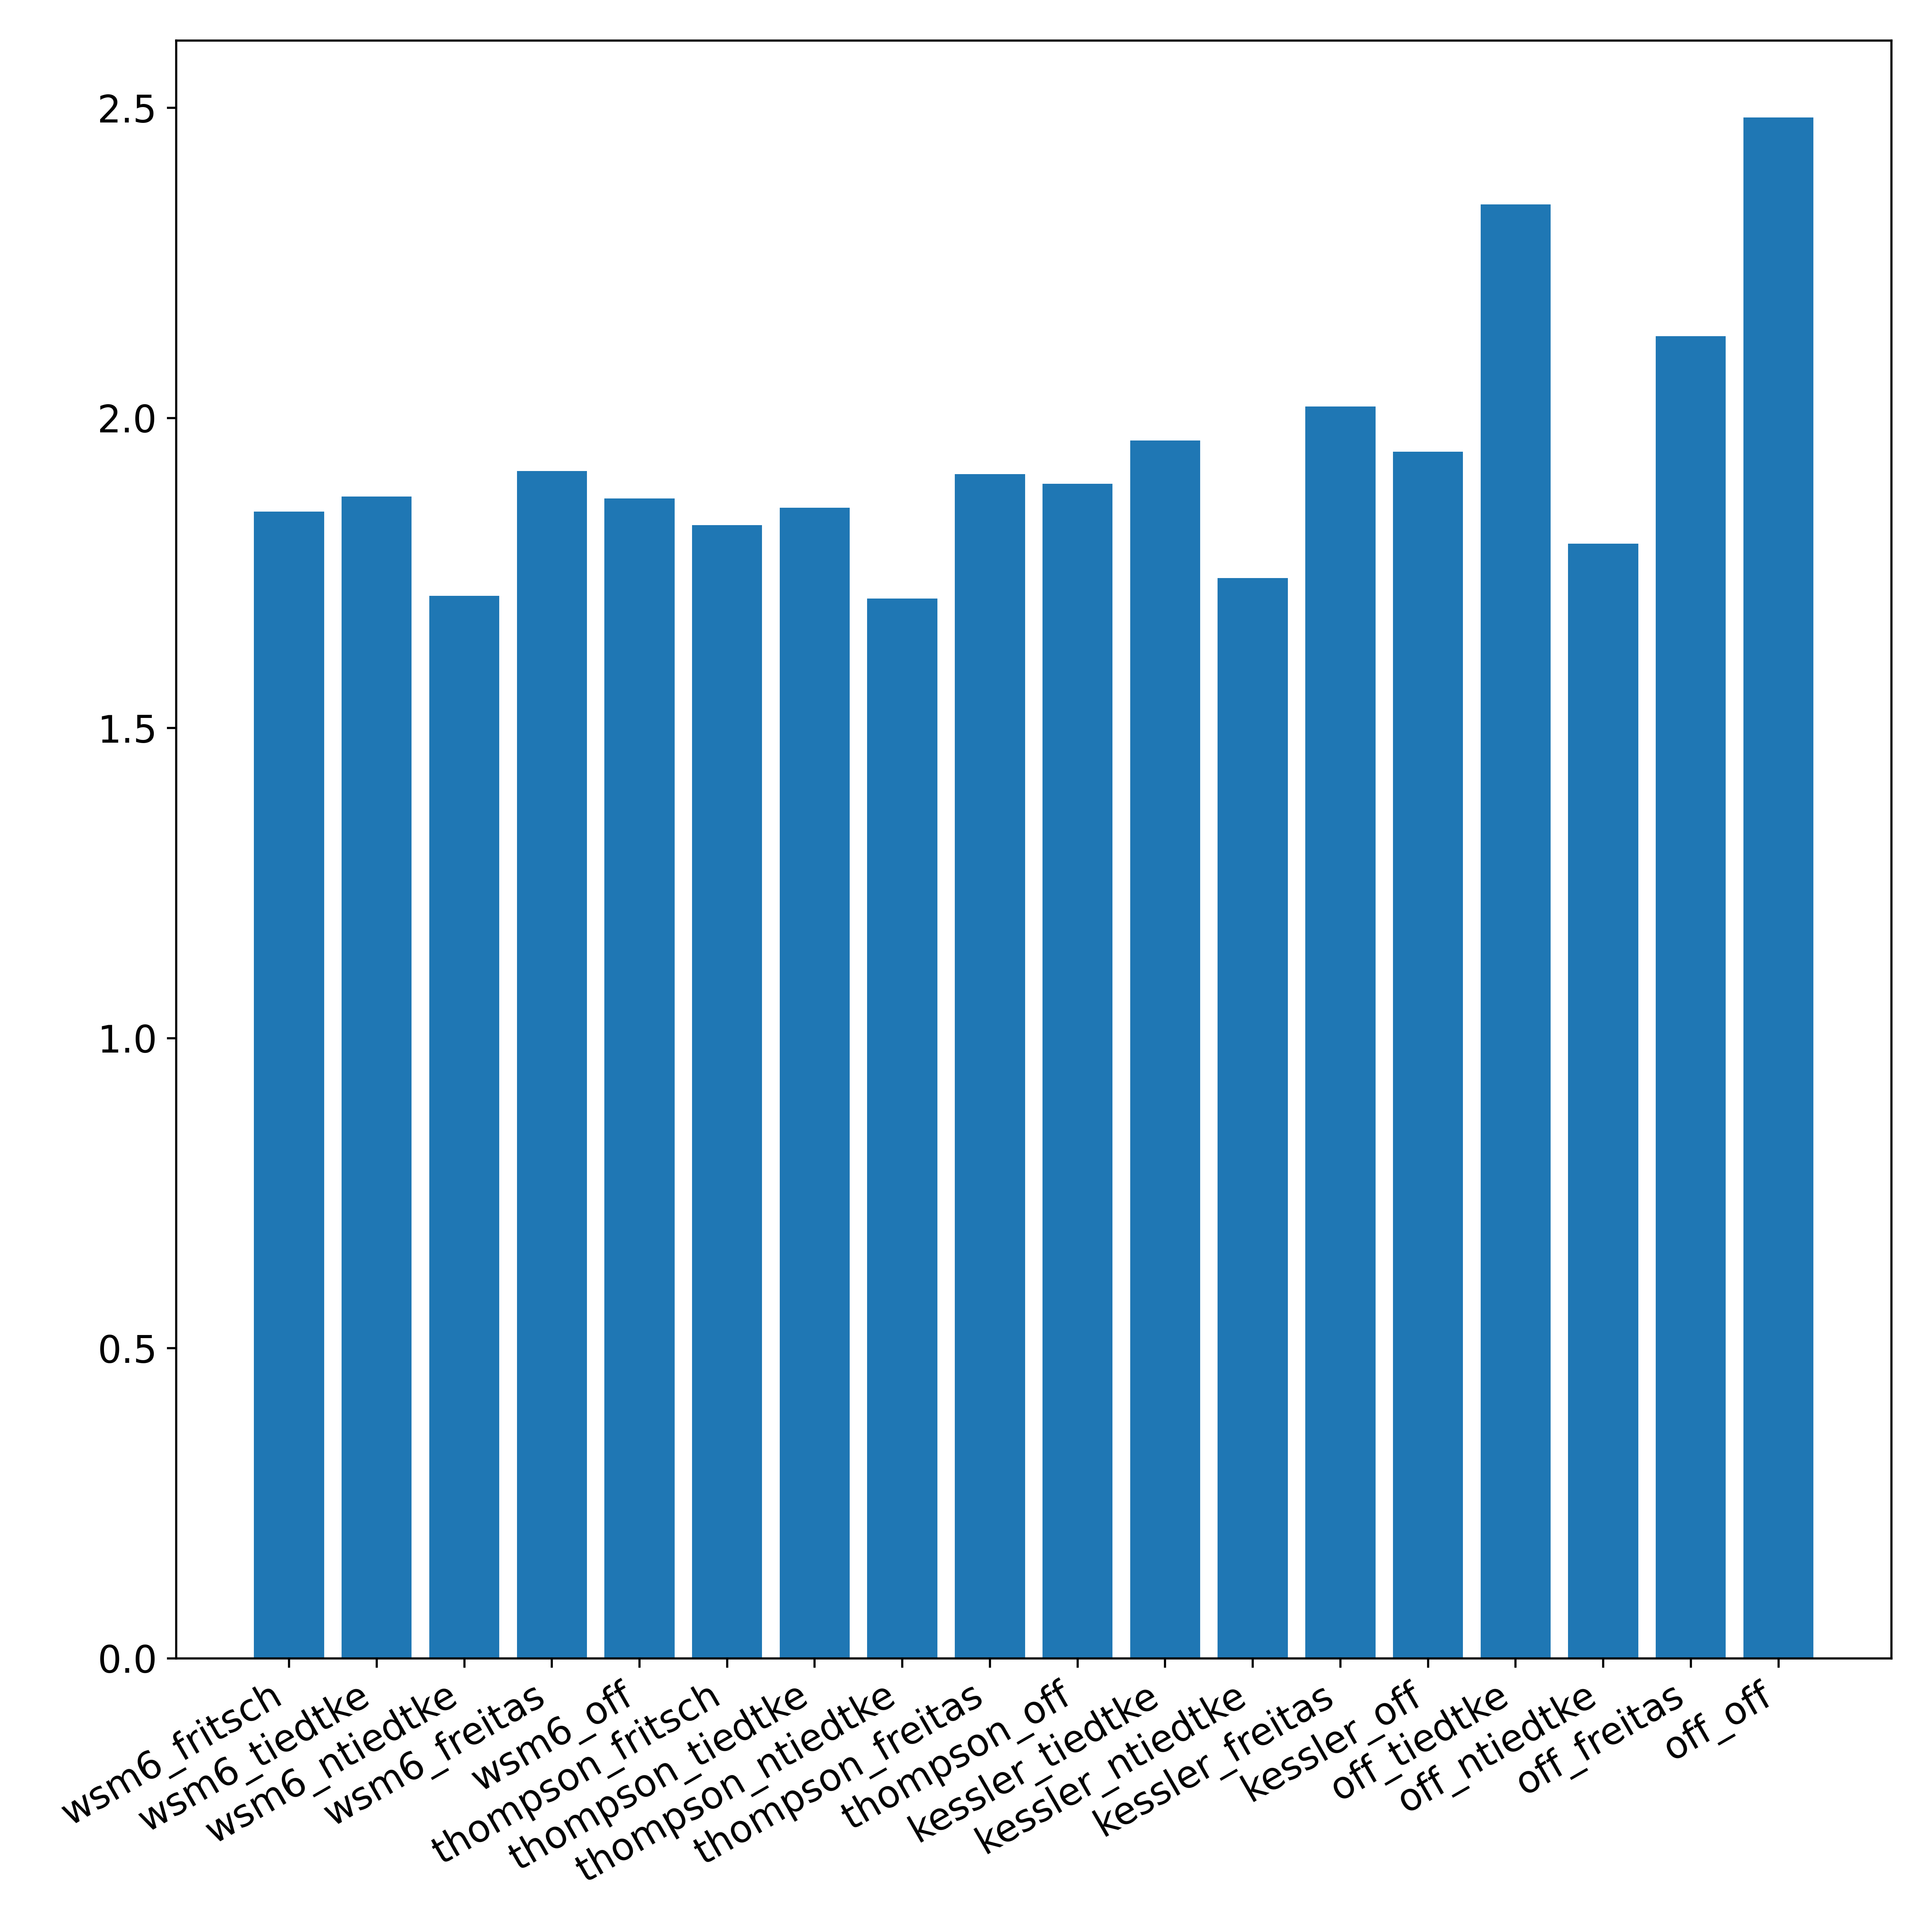 2.5
2.0
1.5
1.0
0.5
0.0
wsm6_fritsch
wsm6_tiedtke
wsm6_ntiedtke
wsm6_freitas
wsm6_off
thompson_fritsch
thompson_tiedtke
thompson_ntiedtke
thompson_freitas
thompson_off
kessler_tiedtke
kessler_ntiedtke
kessler_freitas
kessler_off
off_tiedtke
off_ntiedtke
off_freitas
off_off